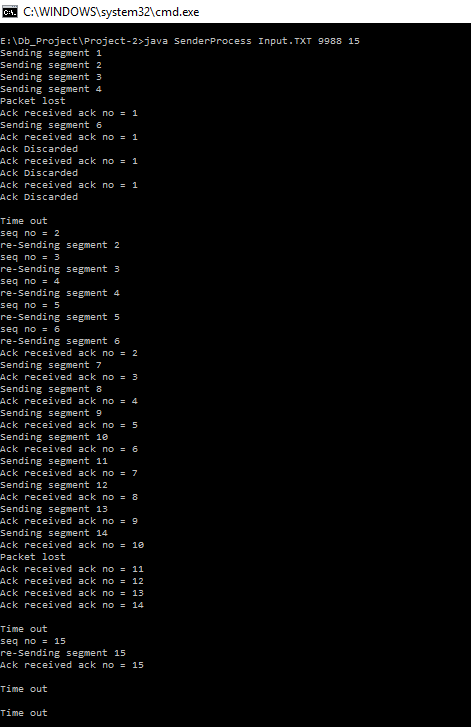 C:\WINDOWS\system32\cmd.exe
E:\Db_Project\Project-2>java SenderProcess Input.TXT 9988 15
Sending segment 1
Sending segment 2
Sending segment 3
Sending segment 4
Packet lost
Ack received ack no = 1
Sending segment 6
Ack received ack no = 1
Ack Discarded
Ack received ack no = 1
Ack Discarded
Ack received ack no = 1
Ack Discarded
Time out
seq no = 2
re-Sending segment 2
seq no = 3
re-Sending segment 3
seq no = 4
re-Sending segment 4
seq no = 5
re-Sending segment 5
seq no = 6
re-Sending segment 6
Ack received ack no = 2
Sending segment 7
Ack received ack no = 3
Sending segment 8
Ack received ack no = 4
Sending segment 9
Ack received ack no = 5
Sending segment 10
Ack received ack no = 6
Sending segment 11
Ack received ack no = 7
Sending segment 12
Ack received ack no = 8
Sending segment 13
Ack received ack no = 9
Sending segment 14
Ack received ack no = 10
Packet lost
Ack received ack no = 11
Ack received ack no = 12
Ack received ack no = 13
Ack received ack no = 14
Time out
seq no = 15
re-Sending segment 15
Ack received ack no = 15
Time out
Time out